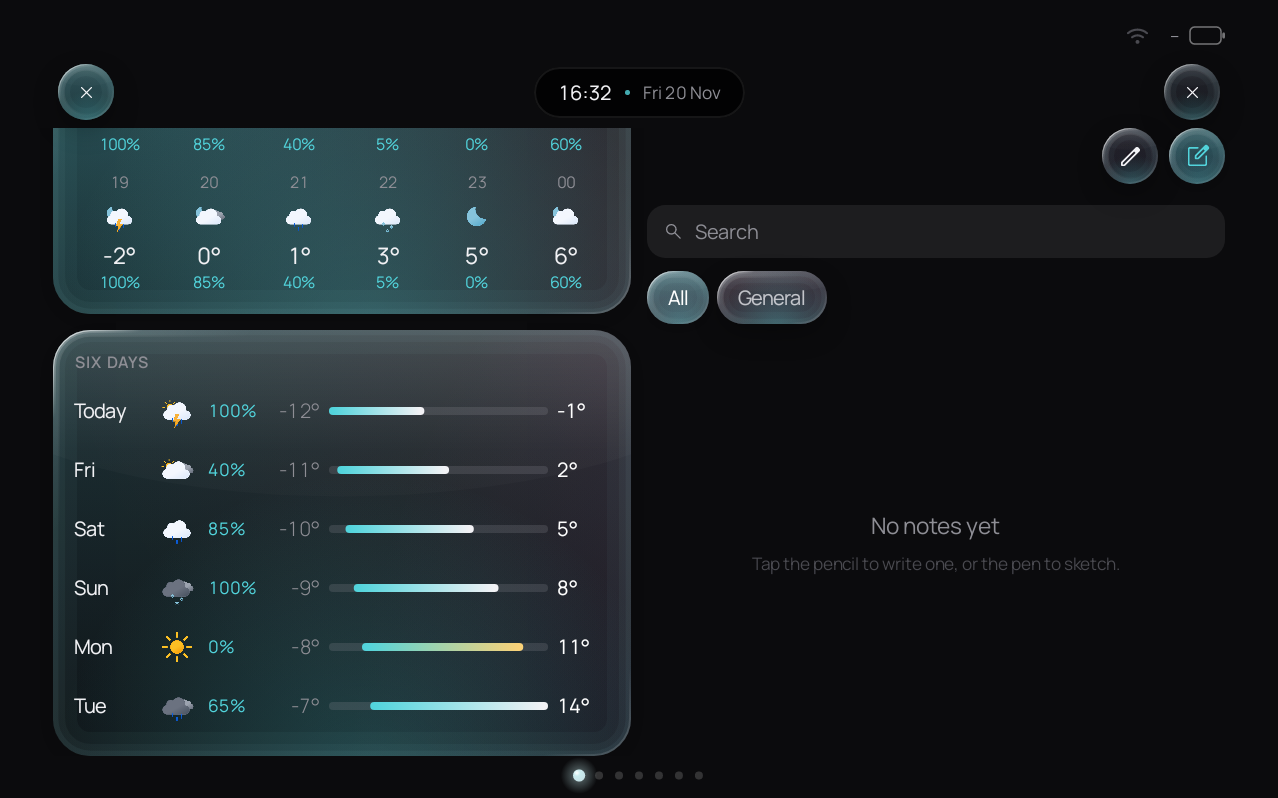 –
16:32 • Fri 20 Nov
100% 85% 40% 5% 0% 60%
19 20 21 22 23 00
-2° 0° 1° 3° 5° 6°
100% 85% 40% 5% 0% 60%
SIX DAYS
Today 100% -12° -1°
Fri 40% -11° 2°
Sat 85% -10° 5°
Sun 100% -9° 8°
Mon 0% -8° 11°
Tue 65% -7° 14°
Search
All General
No notes yet
Tap the pencil to write one, or the pen to sketch.